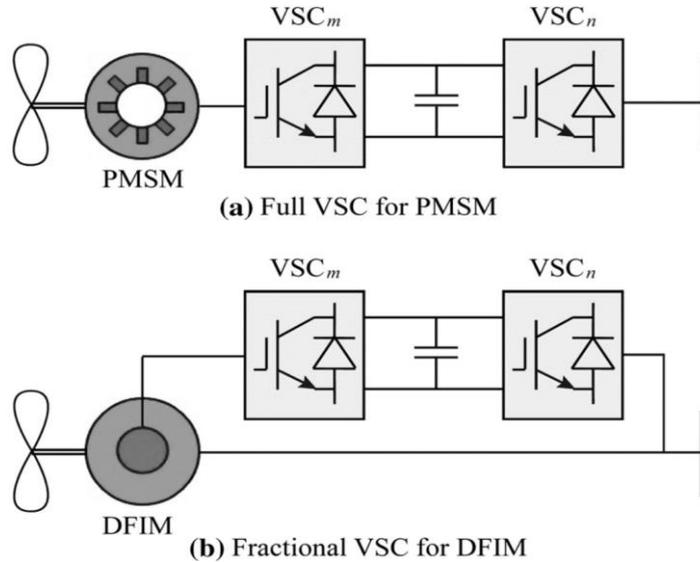 VSCm VSCn
PMSM
(a) Full VSC for PMSM
VSCm VSCn
DFIM
(b) Fractional VSC for DFIM